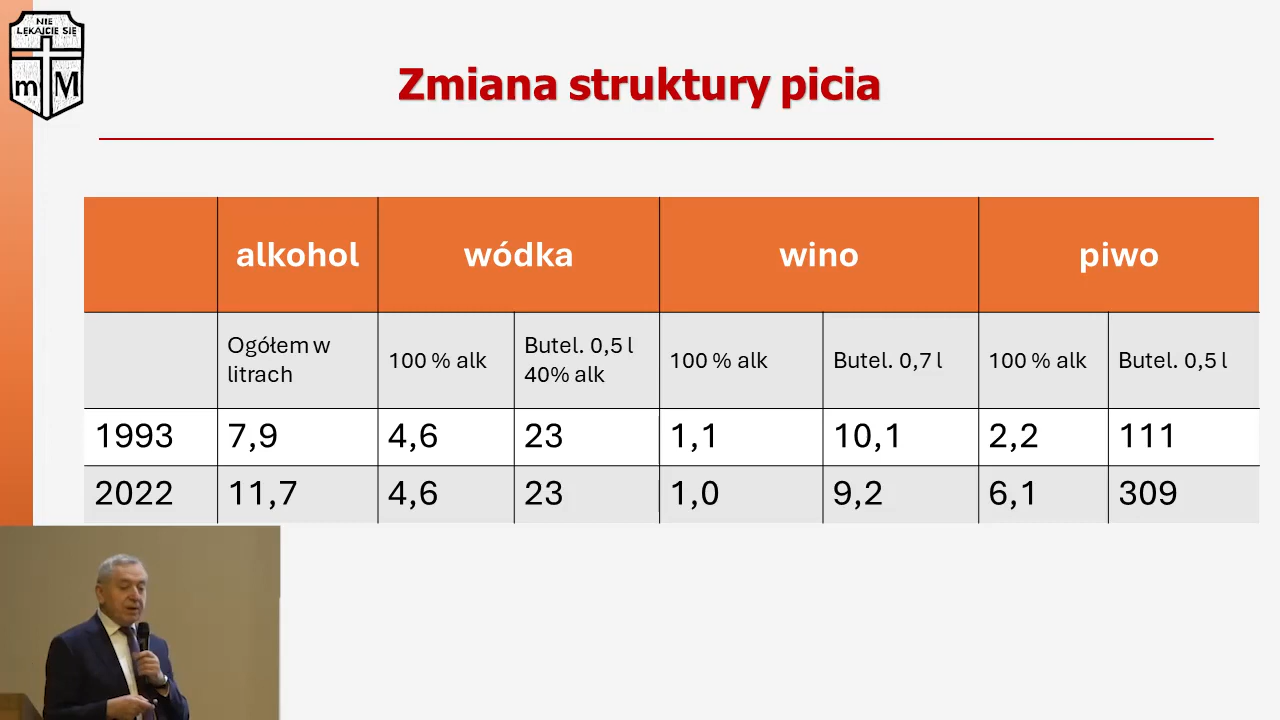 NIE
LĘKAJCIE SIĘ
m M
Zmiana struktury picia
alkohol wódka wino piwo
Ogółem w litrach 100 % alk Butel. 0,5 l 40% alk 100 % alk Butel. 0,7 l 100 % alk Butel. 0,5 l
1993 7,9 4,6 23 1,1 10,1 2,2 111
2022 11,7 4,6 23 1,0 9,2 6,1 309